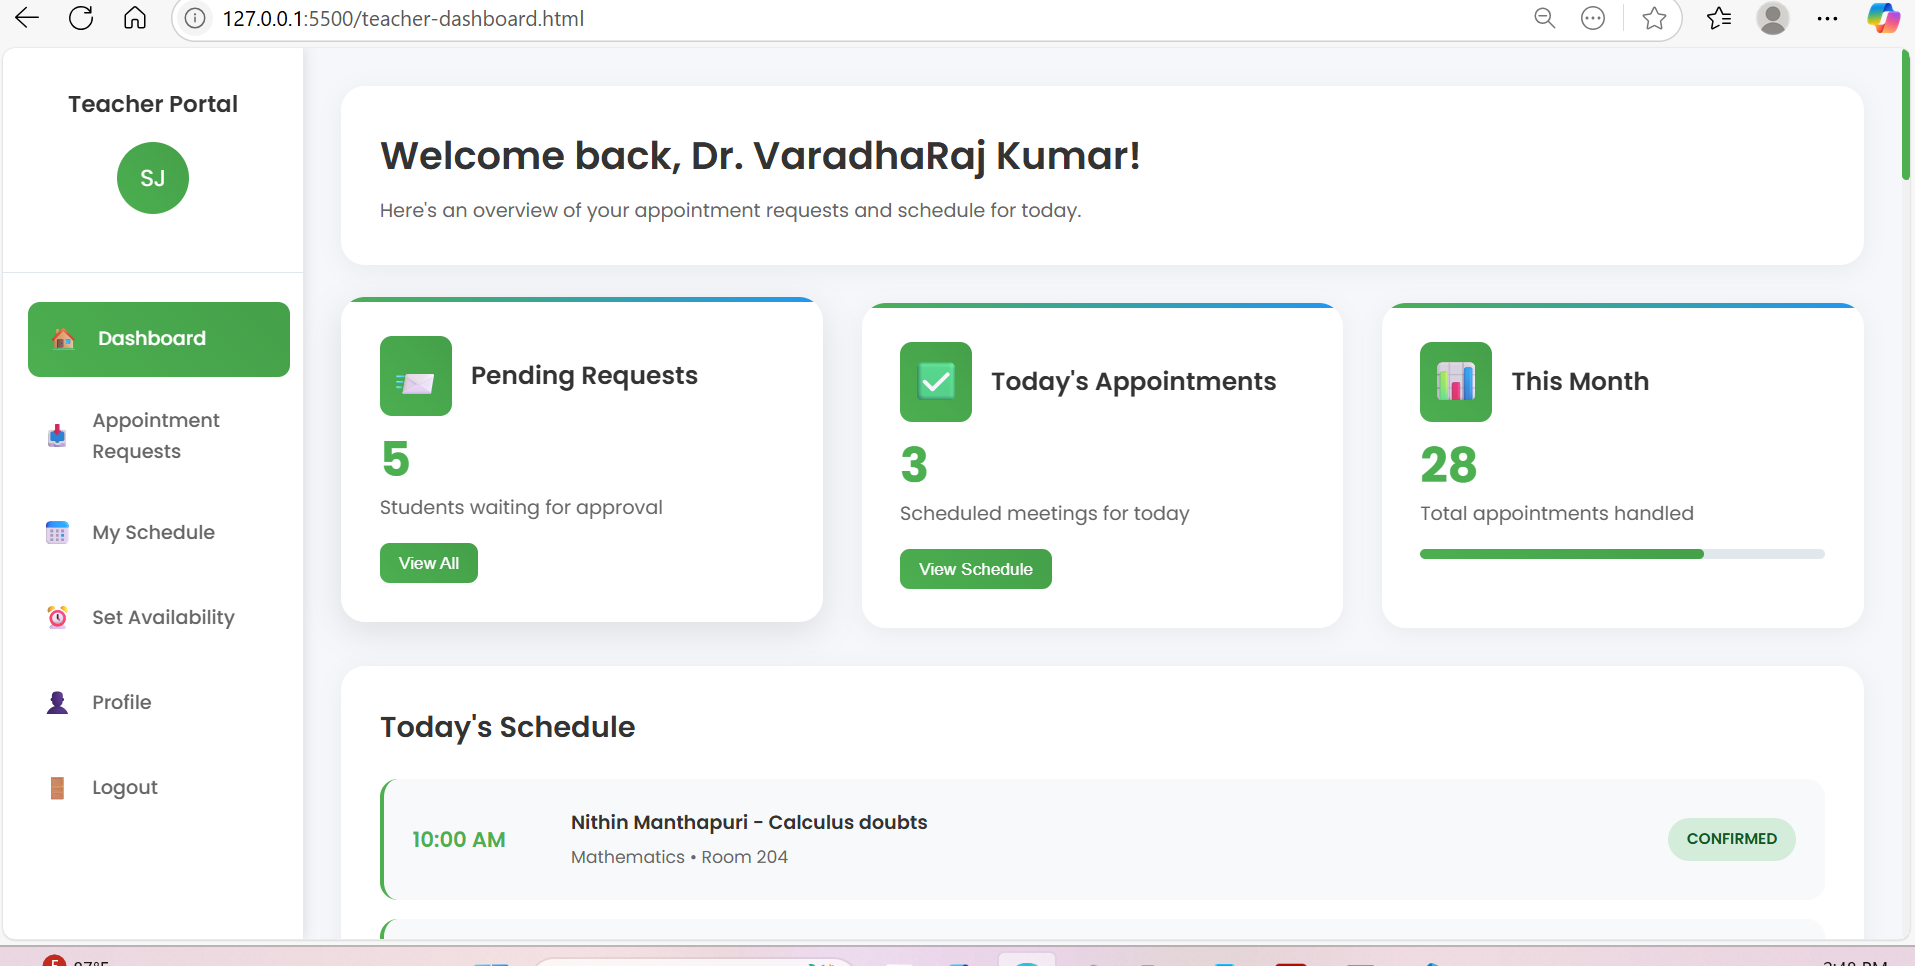 127.0.0.1:5500/teacher-dashboard.html
Teacher Portal
SJ
Dashboard
Appointment
Requests
My Schedule
Set Availability
Profile
Logout
Welcome back, Dr. VaradhaRaj Kumar!
Here's an overview of your appointment requests and schedule for today.
Pending Requests
5
Students waiting for approval
View All
Today's Appointments
3
Scheduled meetings for today
View Schedule
This Month
28
Total appointments handled
Today's Schedule
10:00 AM
Nithin Manthapuri - Calculus doubts
Mathematics • Room 204
CONFIRMED